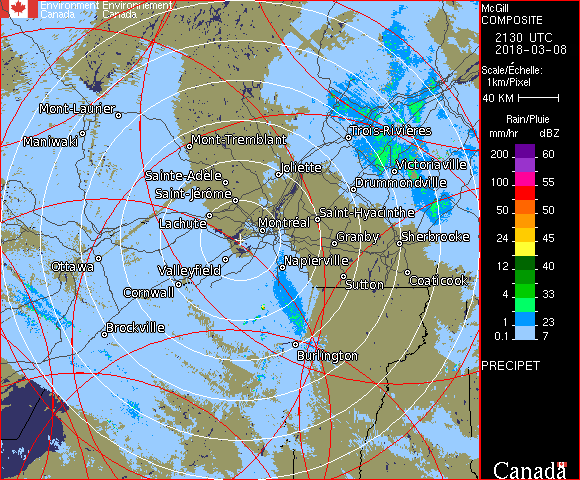 Environment Environnement
Canada Canada
McGill
COMPOSITE
2130 UTC
2018-03-08
Scale/Échelle:
1km/Pixel
40 KM
Rain/Pluie
mm/hr dBZ
200 60
100 55
50 50
24 45
12 40
4 33
1 23
0.1 7
PRECIPET
Canada
Mont-Laurier
Maniwaki
Mont-Tremblant
Trois-Rivières
Joliette
Victoriaville
Sainte-Adèle
Drummondville
Saint-Jérôme
Saint-Hyacinthe
Lachute
Montréal
Granby
Sherbrooke
Ottawa
Valleyfield
Napierville
Sutton
Coaticook
Cornwall
Brockville
Burlington